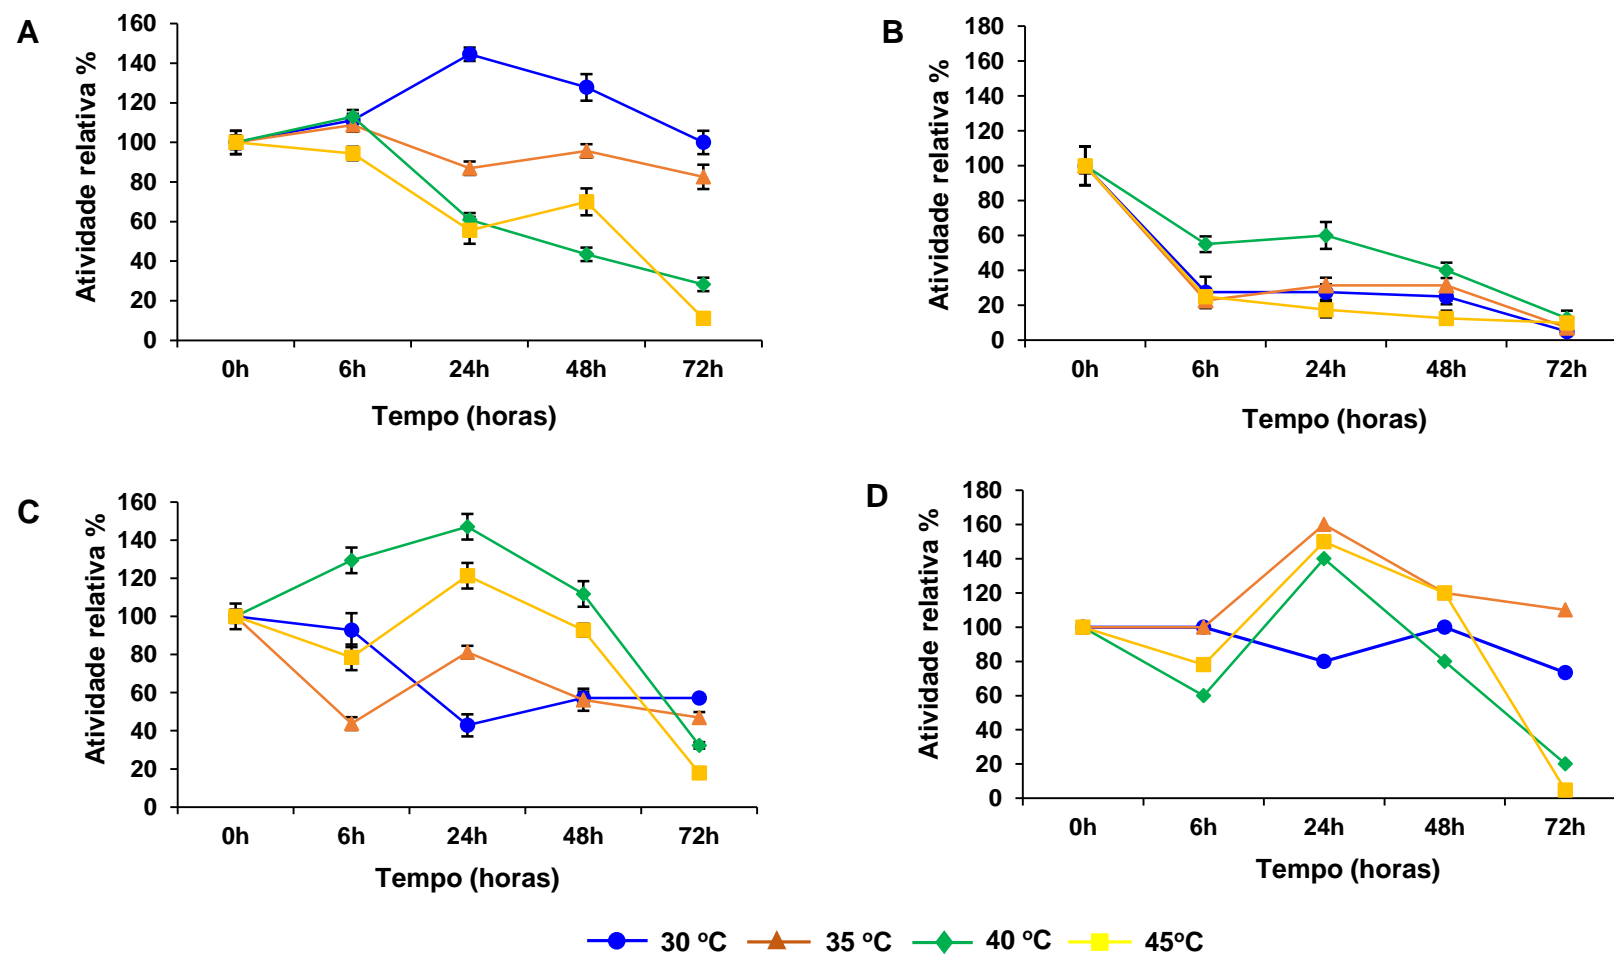 A
Atividade relativa %
160
140
120
100
80
60
40
20
0
0h 6h 24h 48h 72h
Tempo (horas)
B
Atividade relativa %
180
160
140
120
100
80
60
40
20
0
0h 6h 24h 48h 72h
Tempo (horas)
C
Atividade relativa %
160
140
120
100
80
60
40
20
0
0h 6h 24h 48h 72h
Tempo (horas)
D
Atividade relativa %
180
160
140
120
100
80
60
40
20
0
0h 6h 24h 48h 72h
Tempo (horas)
30 ºC 35 ºC 40 ºC 45ºC